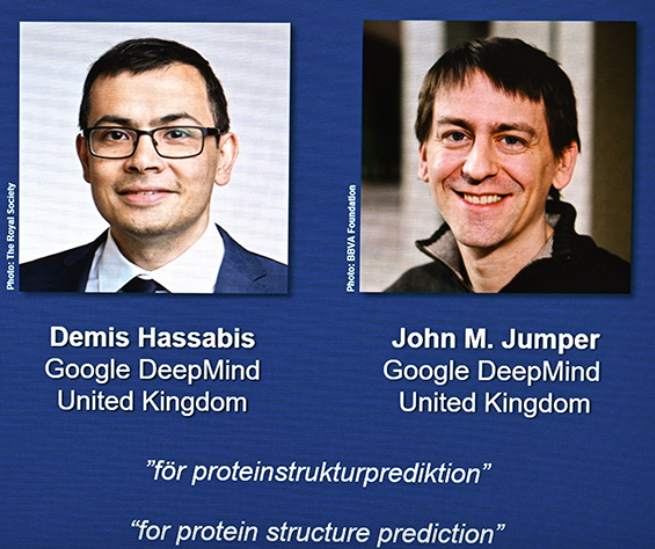 Photo: The Royal Society
Photo: BBVA Foundation
Demis Hassabis
Google DeepMind
United Kingdom
John M. Jumper
Google DeepMind
United Kingdom
”för proteinstrukturprediktion”
“for protein structure prediction”